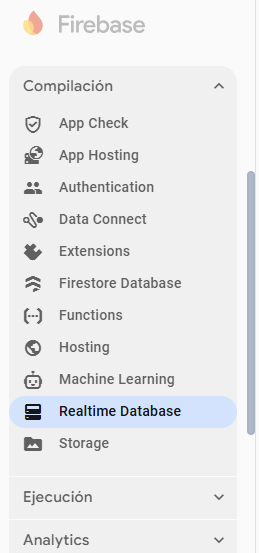 Firebase
Compilación
App Check
App Hosting
Authentication
Data Connect
Extensions
Firestore Database
Functions
Hosting
Machine Learning
Realtime Database
Storage
Ejecución
Analytics